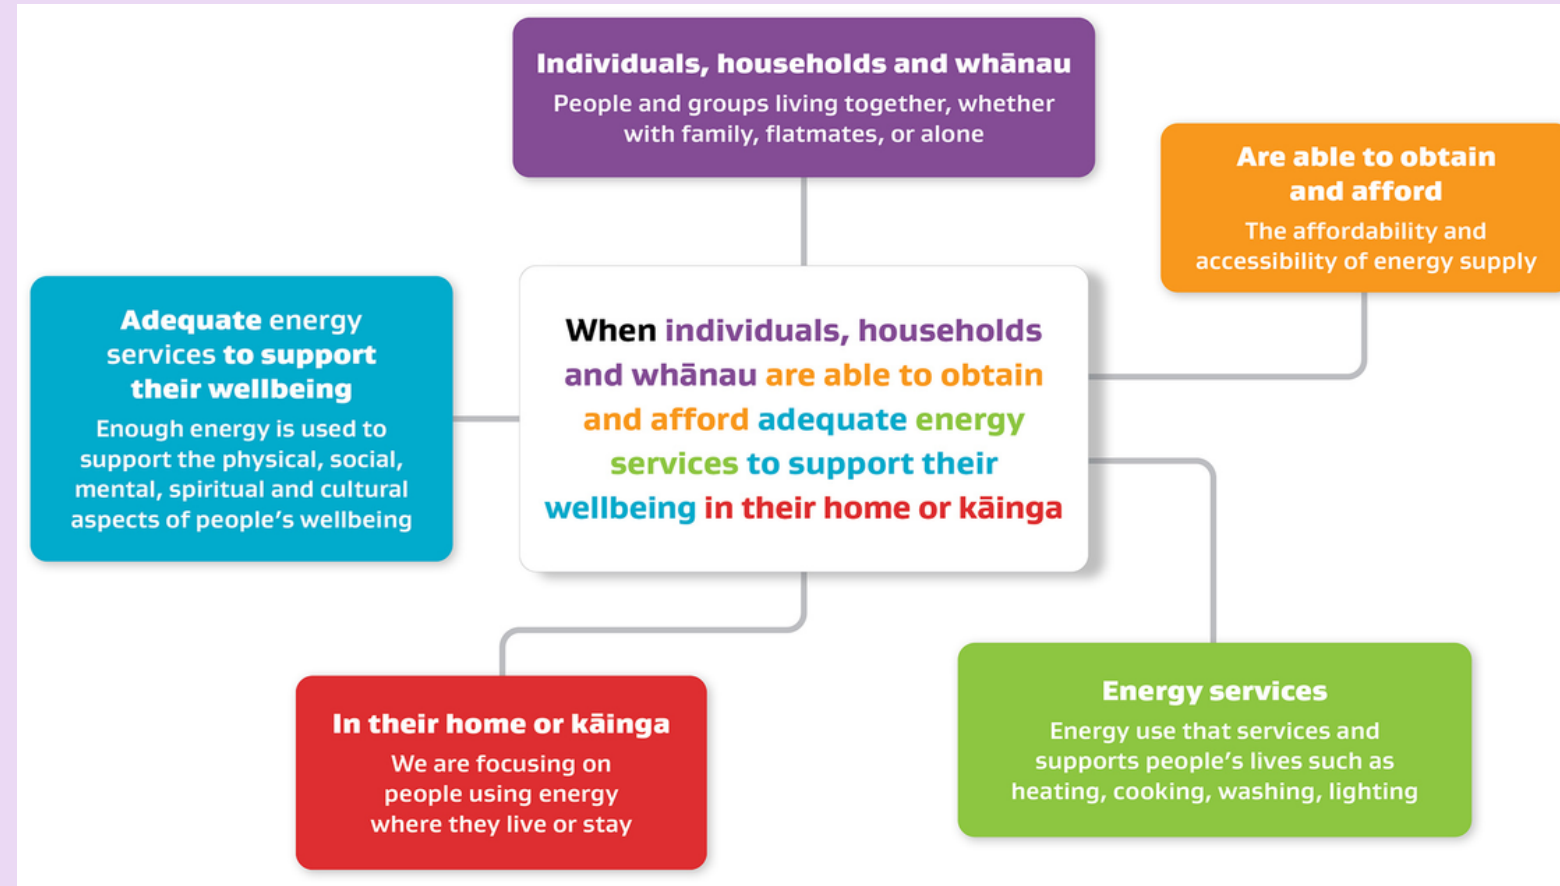 Individuals, households and whānau
People and groups living together, whether
with family, flatmates, or alone
Are able to obtain
and afford
The affordability and
accessibility of energy supply
Adequate energy
services to support
their wellbeing
Enough energy is used to
support the physical, social,
mental, spiritual and cultural
aspects of people's wellbeing
When individuals, households
and whānau are able to obtain
and afford adequate energy
services to support their
wellbeing in their home or kāinga
In their home or kāinga
We are focusing on
people using energy
where they live or stay
Energy services
Energy use that services and
supports people's lives such as
heating, cooking, washing, lighting